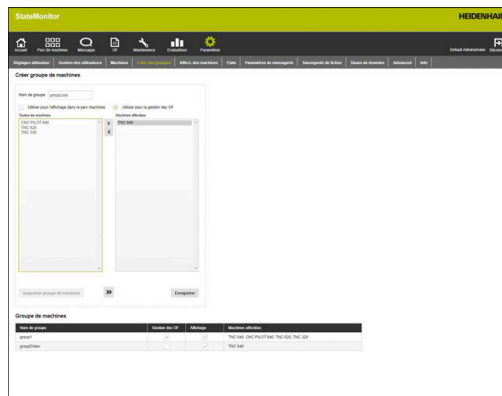 StateMonitor
HEIDENHAIN
Accueil Parc de machines Messages OF Maintenance Evaluations Paramètres
Default Administrator
Réglages utilisateur Gestion des utilisateurs Machines Créer des groupes Affect. des machines Etats Paramètres de messagerie Sauvegarde de fichier Bases de données Advanced Info
Créer groupe de machines
Nom de groupe
Utiliser pour l'affichage dans le parc machines Utiliser pour la gestion des OF
Toutes les machines Machines affectées
CNC PILOT 640 TNC 640
TNC 620
TNC 320
Supprimer groupe de machines Enregistrer
Groupe de machines
Nom de groupe Gestion des OF Affichage Machines affectées
group1 TNC 640, CNC PILOT 640, TNC 620, TNC 320
group2View TNC 640